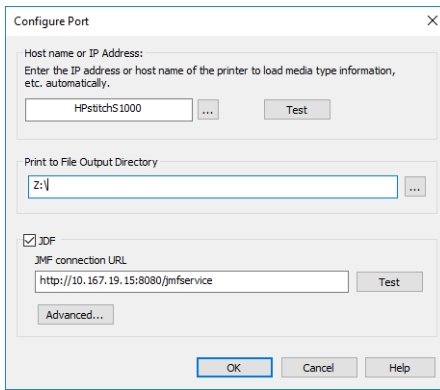 Configure Port
Host name or IP Address:
Enter the IP address or host name of the printer to load media type information,
etc. automatically.
HPstitchS1000 ... Test
Print to File Output Directory
Z:\ ...
JDF
JMF connection URL
http://10.167.19.15:8080/jmfservice Test
Advanced...
OK Cancel Help